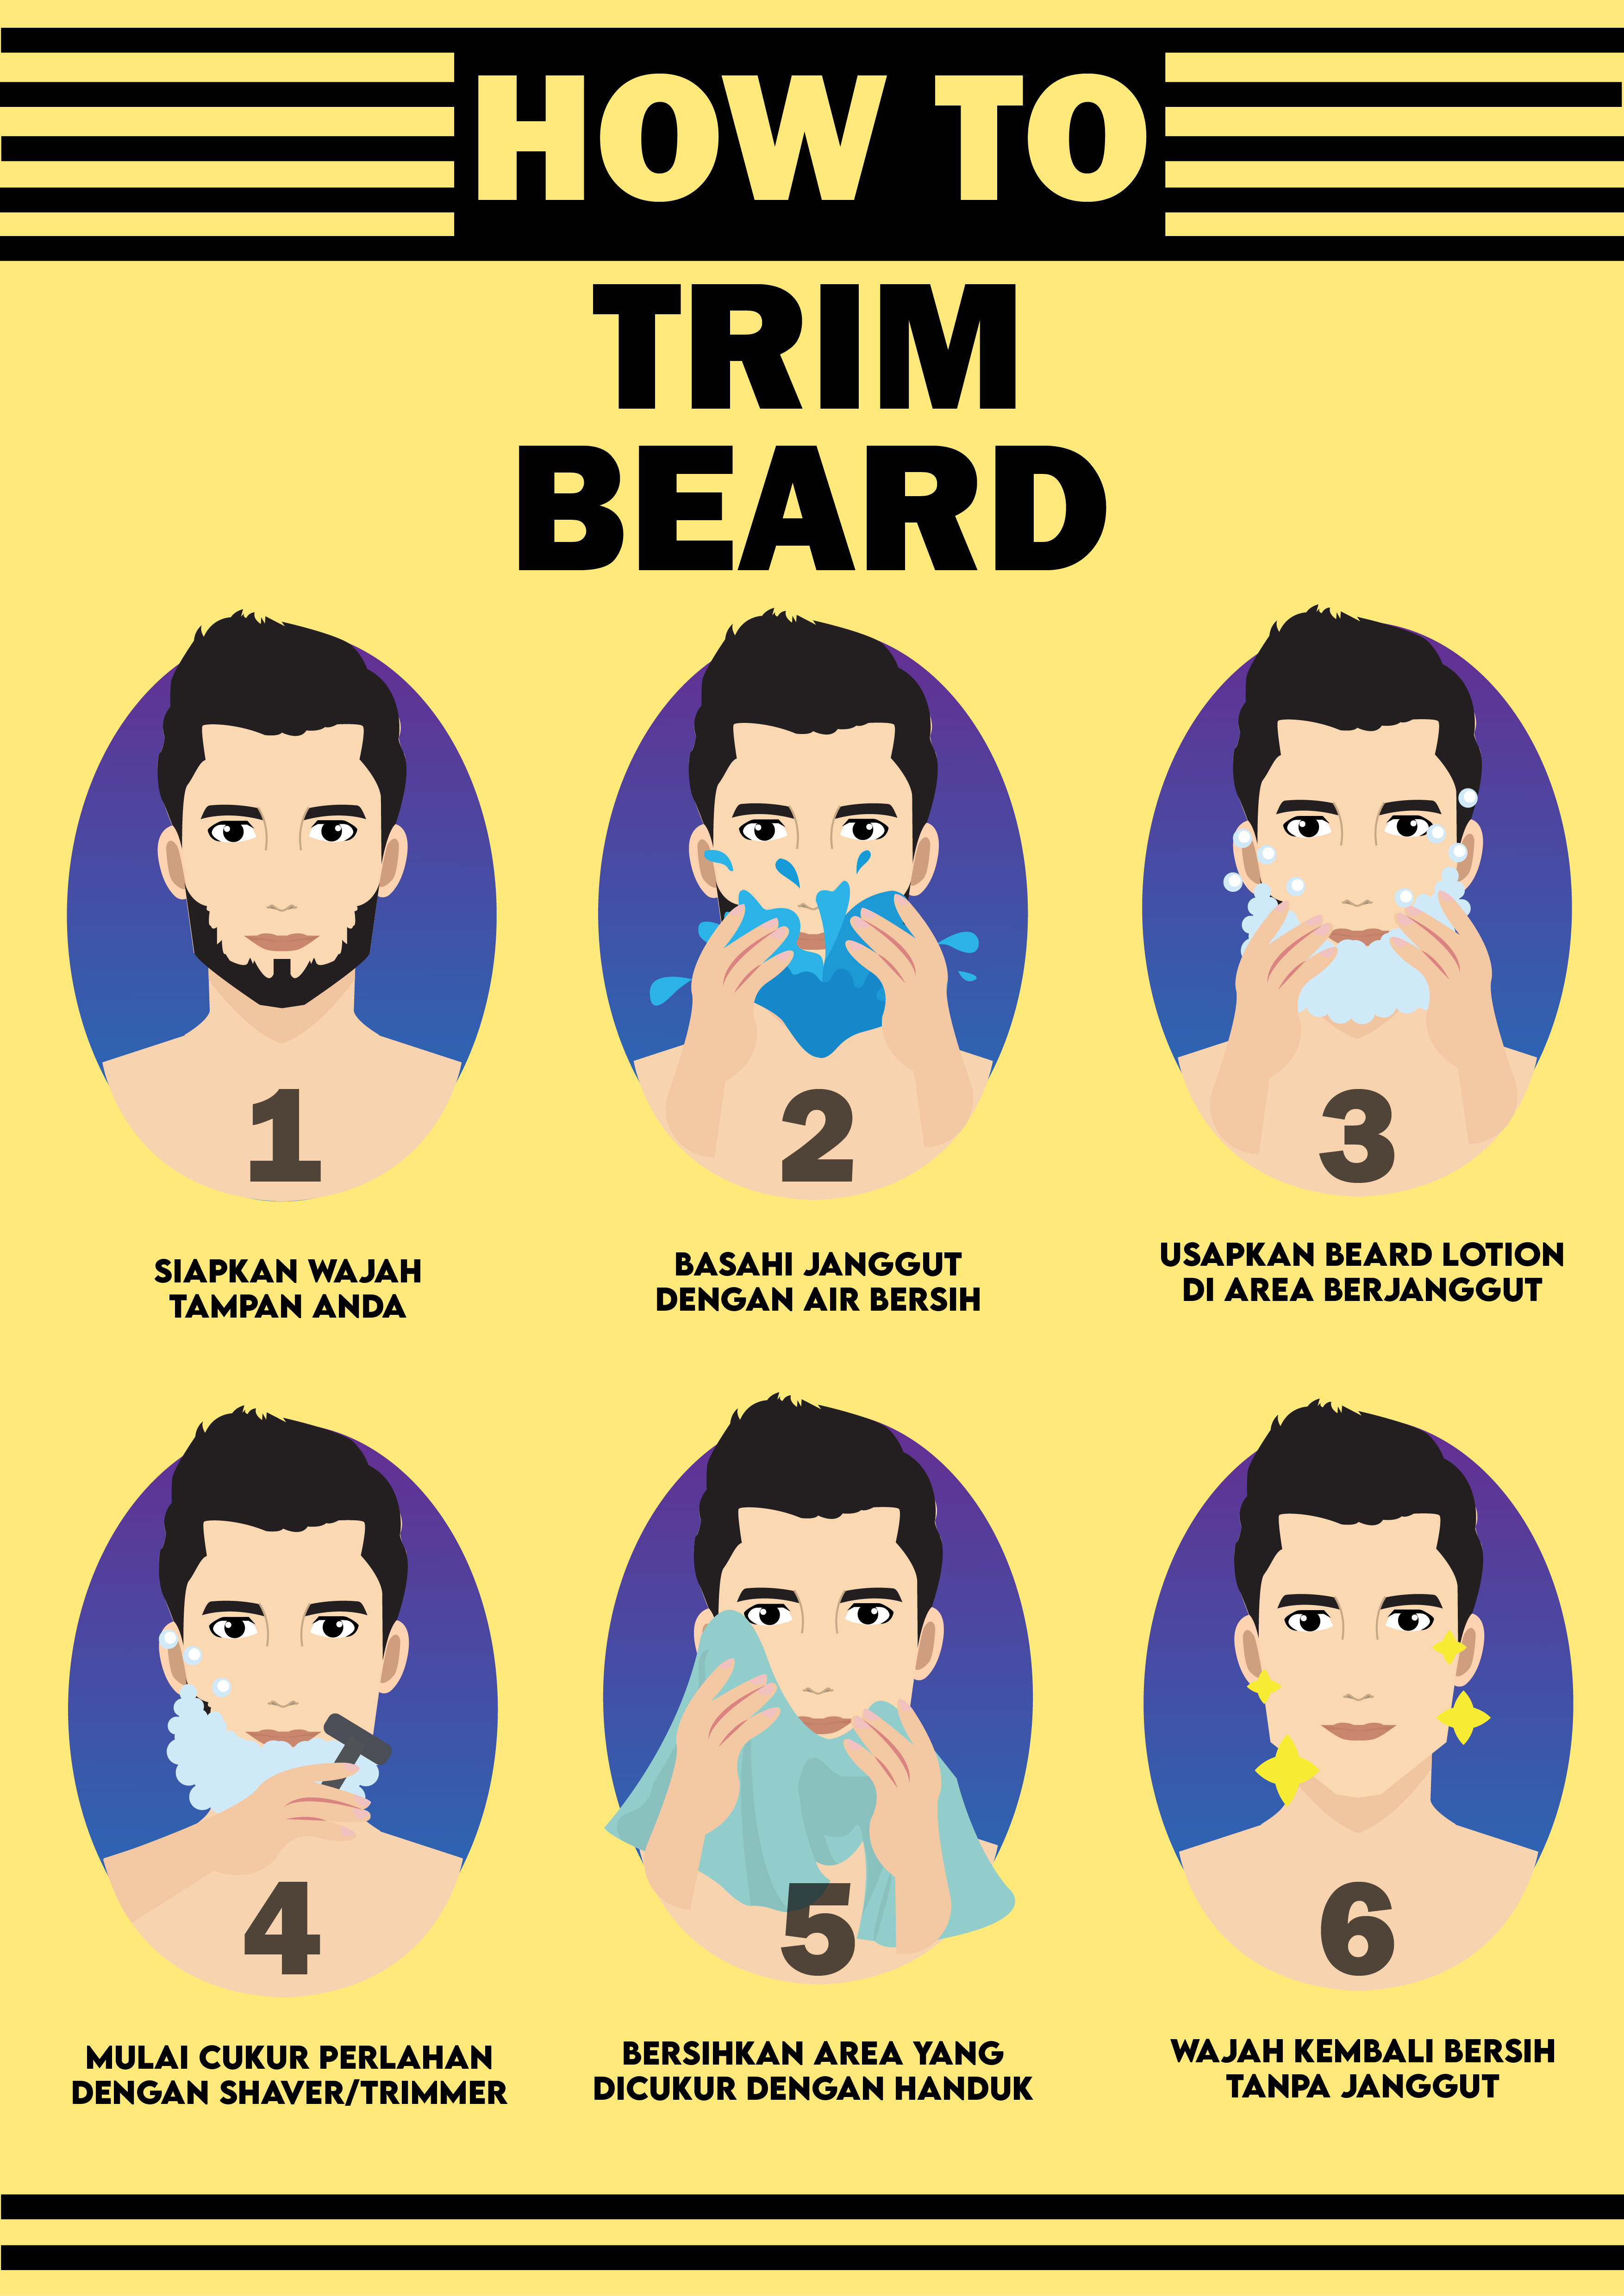 HOW TO
TRIM
BEARD
1
SIAPKAN WAJAH
TAMPAN ANDA
2
BASAHI JANGGUT
DENGAN AIR BERSIH
3
USAPKAN BEARD LOTION
DI AREA BERJANGGUT
4
MULAI CUKUR PERLAHAN
DENGAN SHAVER/TRIMMER
5
BERSIHKAN AREA YANG
DICUKUR DENGAN HANDUK
6
WAJAH KEMBALI BERSIH
TANPA JANGGUT